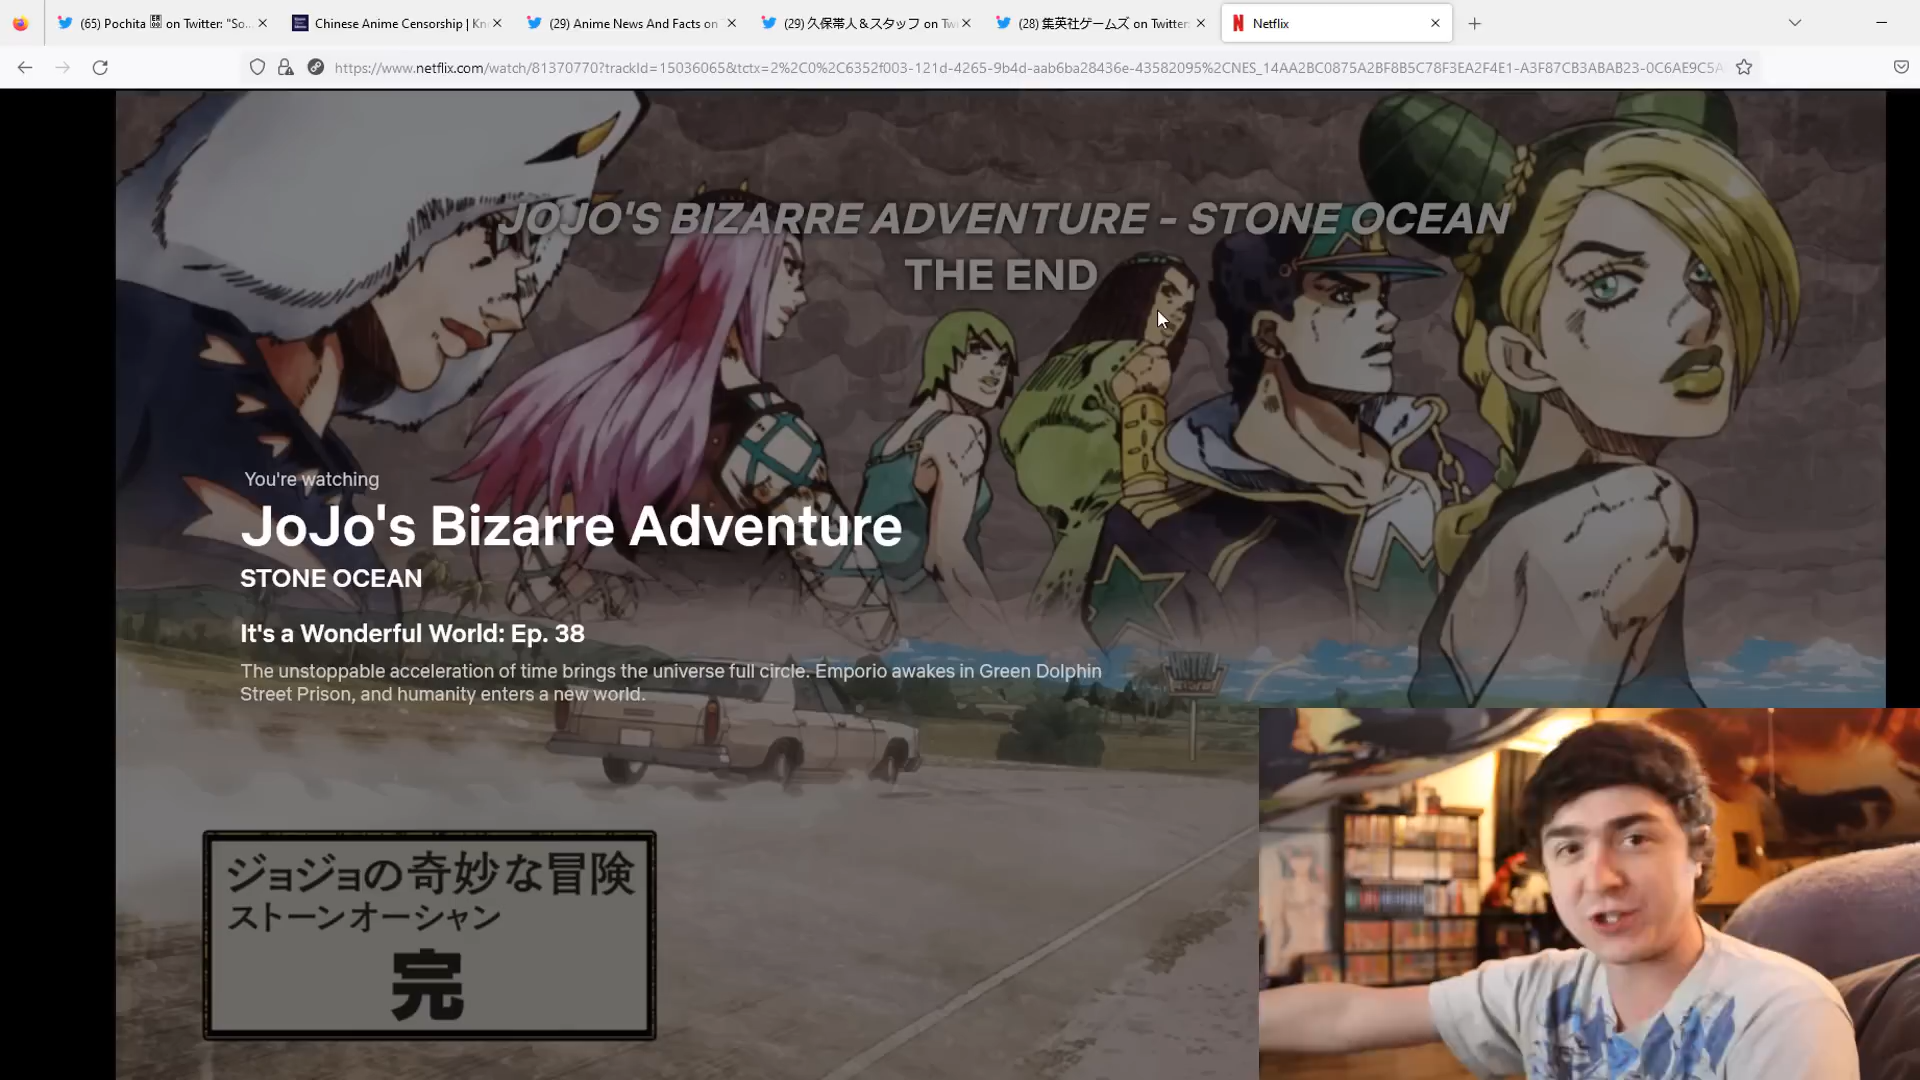 (65) Pochita on Twitter: "So...
Chinese Anime Censorship | Kn
(29) Anime News And Facts on
(29) 久保帯人＆スタッフ on Twi
(28) 集英社ゲームズ on Twitter
Netflix
https://www.netflix.com/watch/81370770?trackId=15036065&tctx=2%2C0%2C6352f003-121d-4265-9b4d-aab6ba28436e-43582095%2CNES_14AA2BC0875A2BF8B5C78F3EA2F4E1-A3F87CB3ABAB23-0C6AE9C5A
JOJO'S BIZARRE ADVENTURE - STONE OCEAN
THE END
You're watching
JoJo's Bizarre Adventure
STONE OCEAN
It's a Wonderful World: Ep. 38
The unstoppable acceleration of time brings the universe full circle. Emporio awakes in Green Dolphin
Street Prison, and humanity enters a new world.
ジョジョの奇妙な冒険
ストーンオーシャン
完